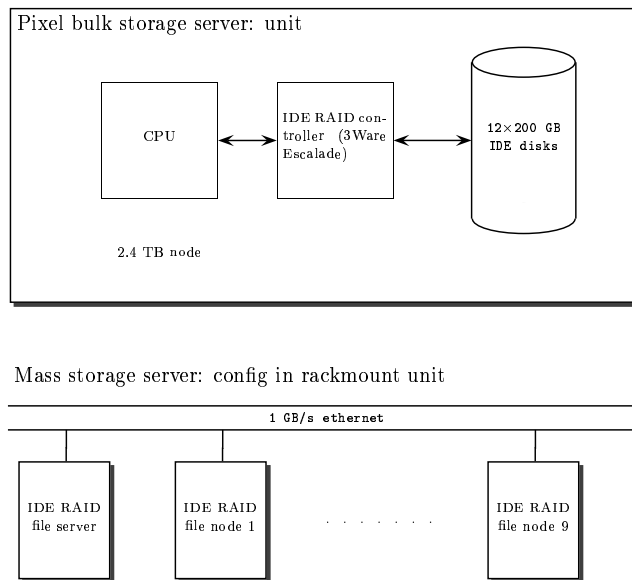 Pixel bulk storage server: unit
CPU
IDE RAID con-
troller (3Ware
Escalade)
12×200 GB
IDE disks
2.4 TB node
Mass storage server: config in rackmount unit
1 GB/s ethernet
IDE RAID
file server
IDE RAID
file node 1
. . . . . . .
IDE RAID
file node 9